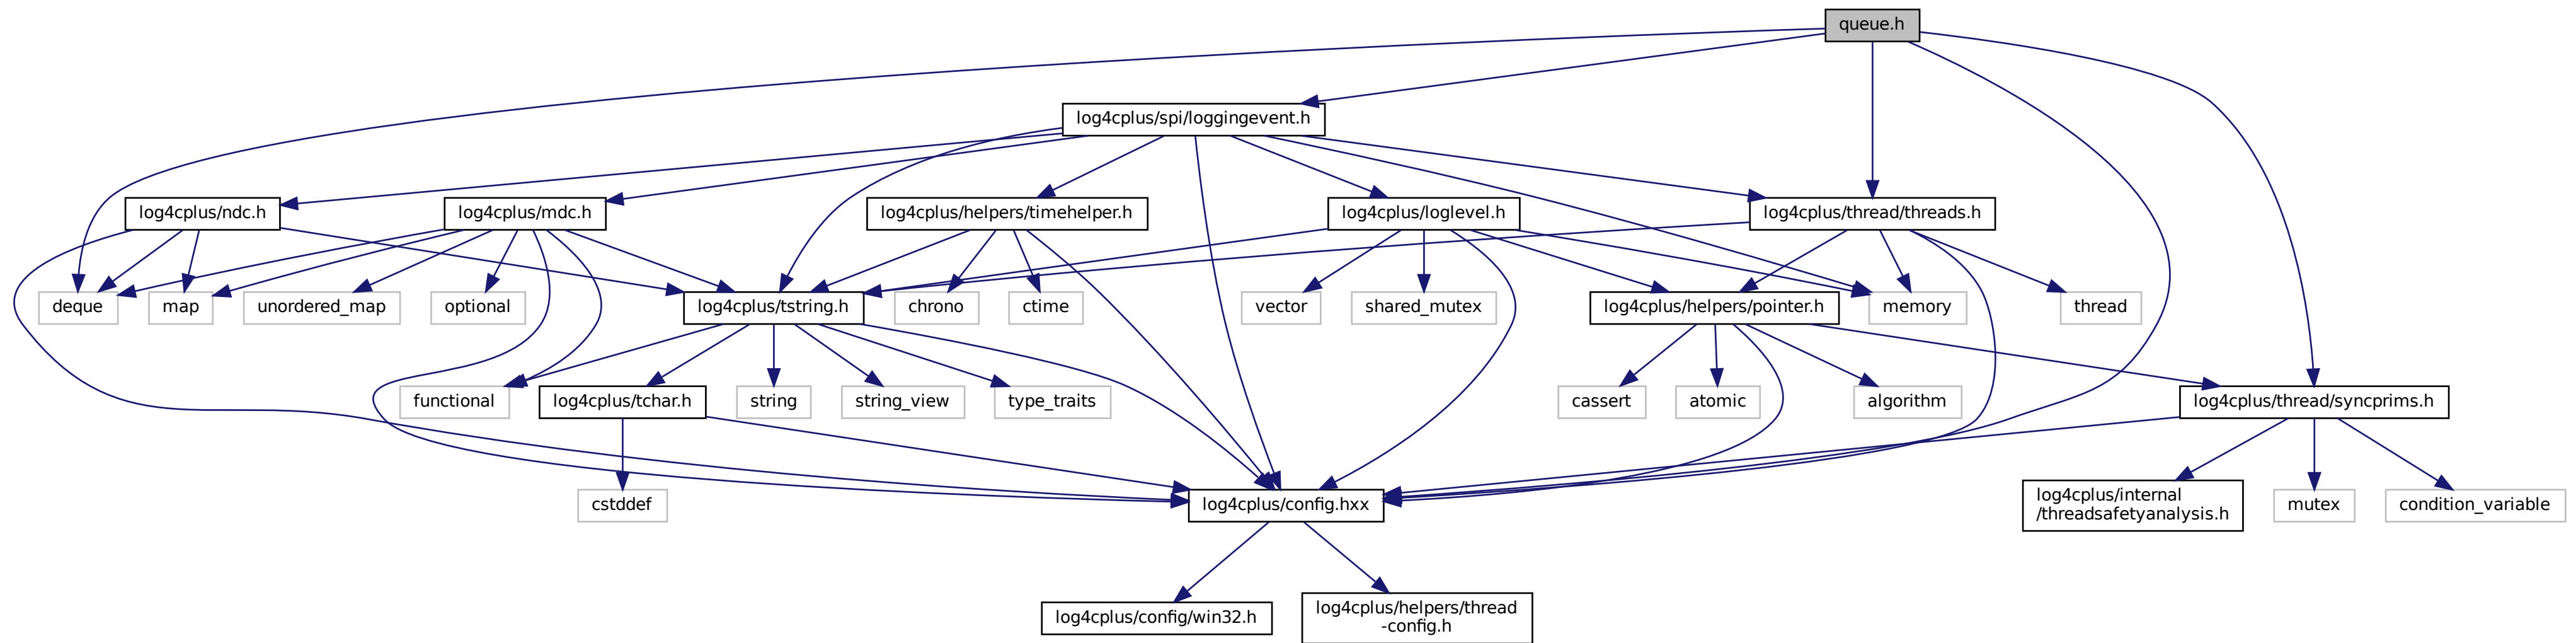 queue.h
log4cplus/spi/loggingevent.h
log4cplus/ndc.h
log4cplus/mdc.h
log4cplus/helpers/timehelper.h
log4cplus/loglevel.h
log4cplus/thread/threads.h
deque
map
unordered_map
optional
log4cplus/tstring.h
chrono
ctime
vector
shared_mutex
log4cplus/helpers/pointer.h
memory
thread
functional
log4cplus/tchar.h
string
string_view
type_traits
cassert
atomic
algorithm
log4cplus/thread/syncprims.h
cstddef
log4cplus/config.hxx
log4cplus/internal
/threadsafetyanalysis.h
mutex
condition_variable
log4cplus/config/win32.h
log4cplus/helpers/thread
-config.h